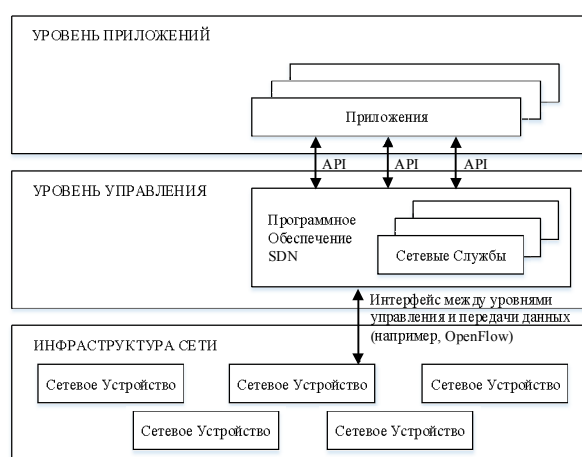 УРОВЕНЬ ПРИЛОЖЕНИЙ
Приложения
API
API
API
УРОВЕНЬ УПРАВЛЕНИЯ
Программное
Обеспечение
SDN
Сетевые Службы
Интерфейс между уровнями
управления и передачи данных
(например, OpenFlow)
ИНФРАСТРУКТУРА СЕТИ
Сетевое Устройство
Сетевое Устройство
Сетевое Устройство
Сетевое Устройство
Сетевое Устройство